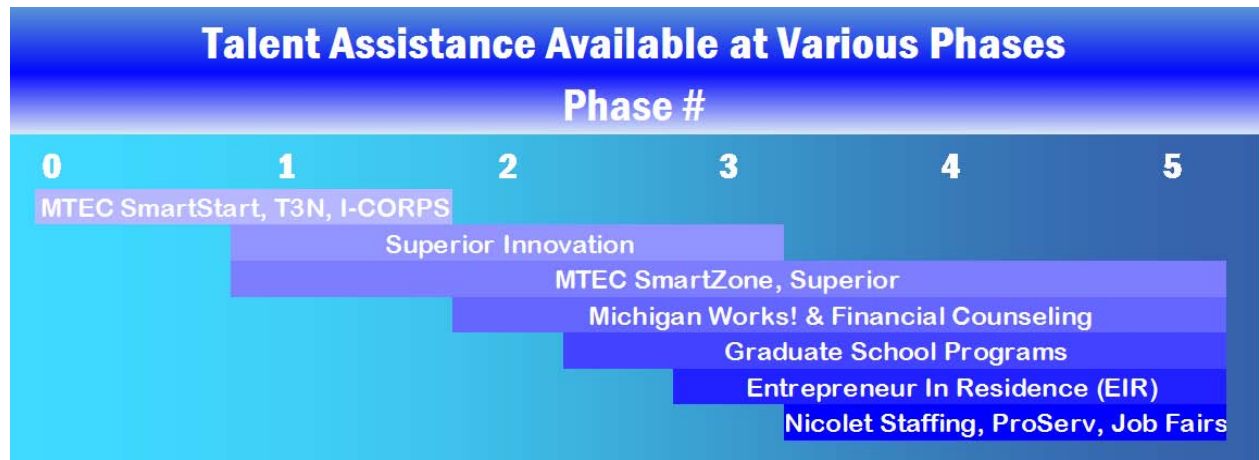 Talent Assistance Available at Various Phases
Phase #
0 1 2 3 4 5
MTEC SmartStart, T3N, I-CORPS
Superior Innovation
MTEC SmartZone, Superior
Michigan Works! & Financial Counseling
Graduate School Programs
Entrepreneur In Residence (EIR)
Nicolet Staffing, ProServ, Job Fairs